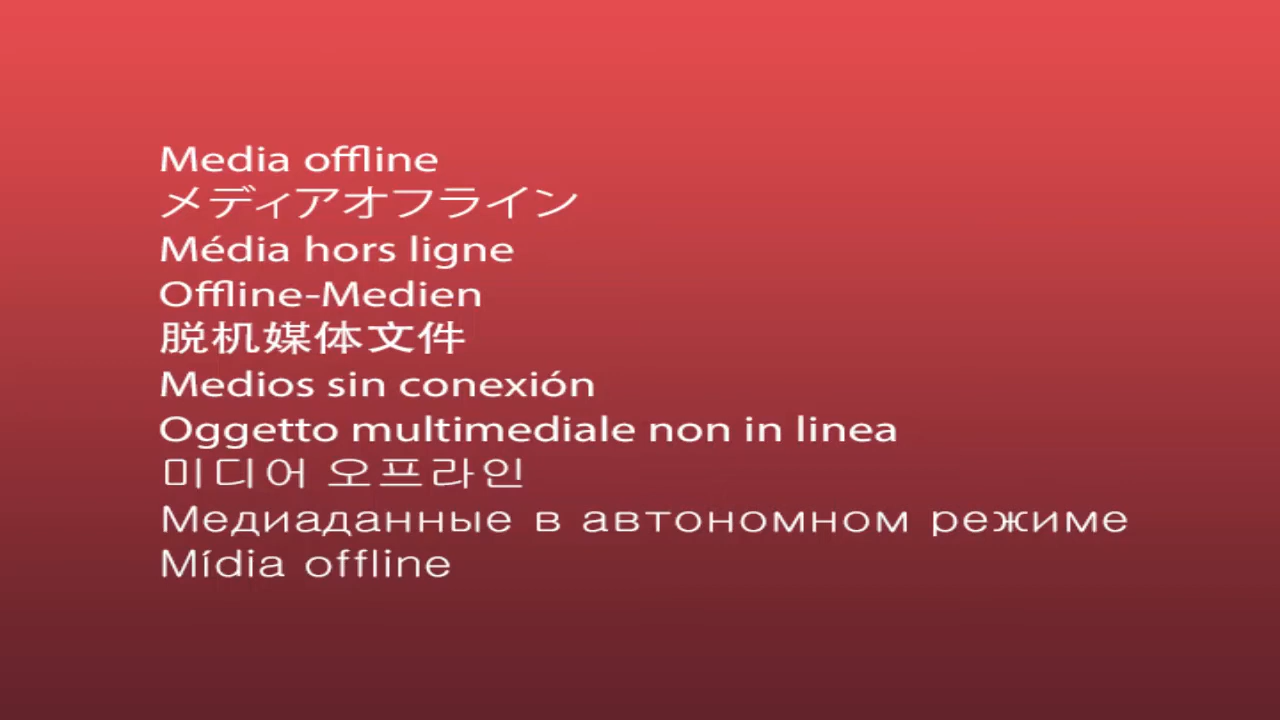 Media offline
メディアオフライン
Média hors ligne
Offline-Medien
脱机媒体文件
Medios sin conexión
Oggetto multimediale non in linea
미디어 오프라인
Медиаданные в автономном режиме
Mídia offline